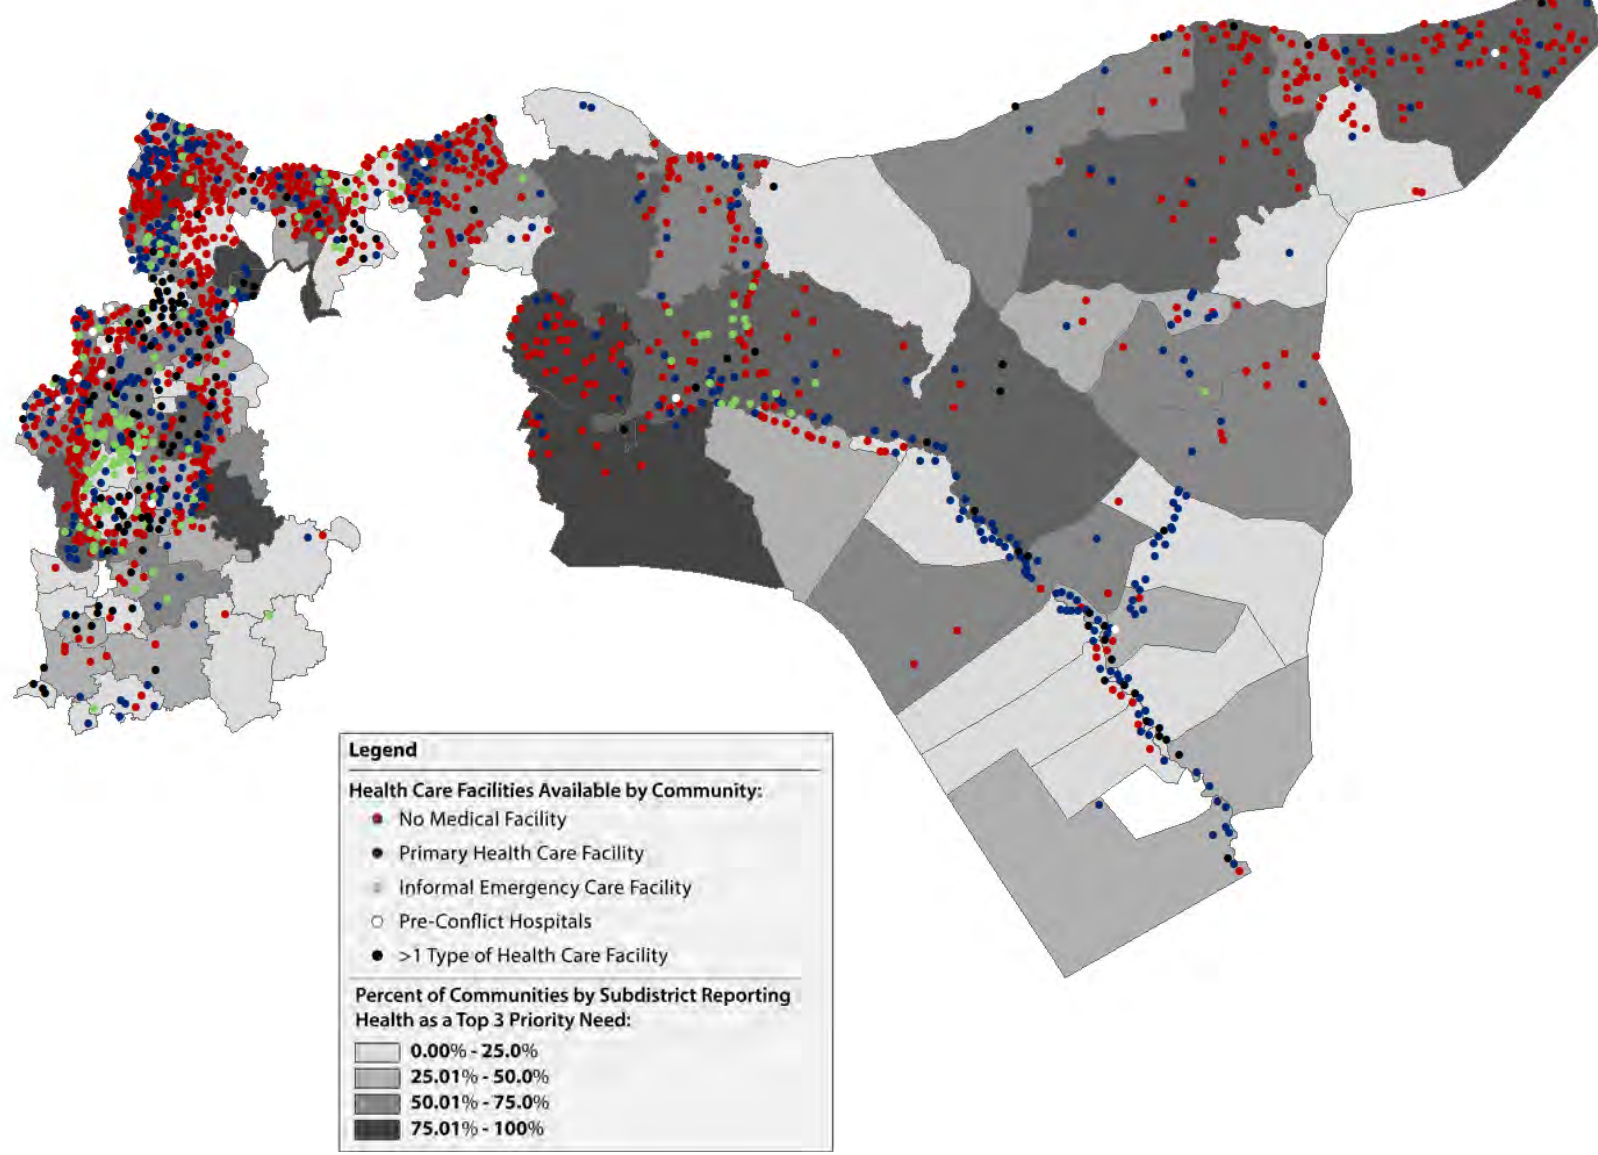 Legend
Health Care Facilities Available by Community:
No Medical Facility
Primary Health Care Facility
Informal Emergency Care Facility
Pre-Conflict Hospitals
>1 Type of Health Care Facility
Percent of Communities by Subdistrict Reporting
Health as a Top 3 Priority Need:
0.00% - 25.0%
25.01% - 50.0%
50.01% - 75.0%
75.01% - 100%